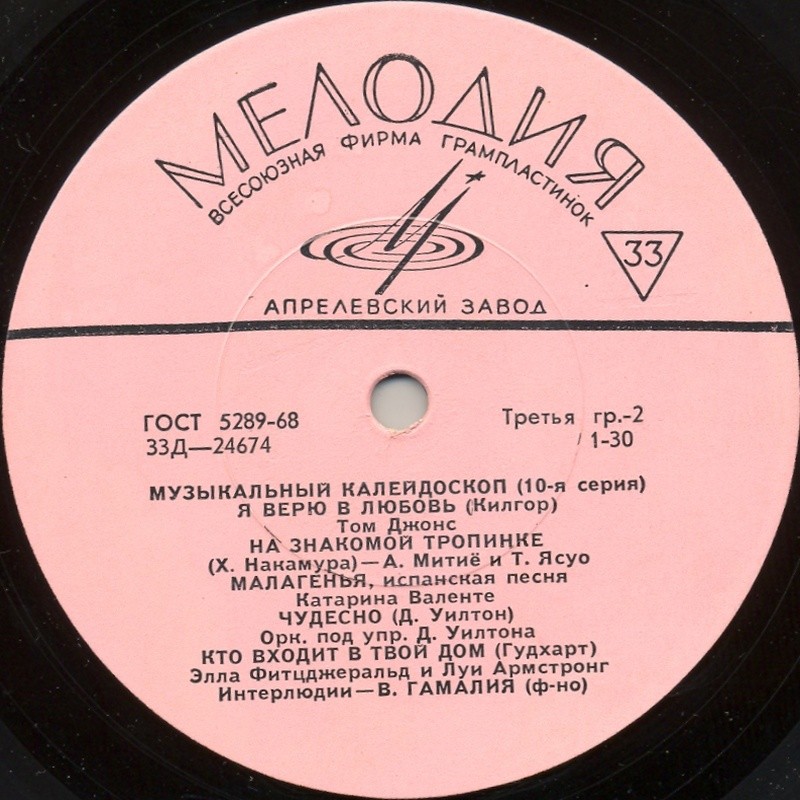 МЕЛОДИЯ
ВСЕСОЮЗНАЯ ФИРМА ГРАМПЛАСТИНОК
33
АПРЕЛЕВСКИЙ ЗАВОД
ГОСТ 5289-68 Третья гр.-2
33Д—24674 1-30
МУЗЫКАЛЬНЫЙ КАЛЕЙДОСКОП (10-я серия)
Я ВЕРЮ В ЛЮБОВЬ (Килгор)
Том Джонс
НА ЗНАКОМОЙ ТРОПИНКЕ
(Х. Накамура)—А. Митиё и Т. Ясуо
МАЛАГЕНЬЯ, испанская песня
Катарина Валенте
ЧУДЕСНО (Д. Уилтон)
Орк. под упр. Д. Уилтона
КТО ВХОДИТ В ТВОЙ ДОМ (Гудхарт)
Элла Фитцджеральд и Луи Армстронг
Интерлюдии—В. ГАМАЛИЯ (ф-но)